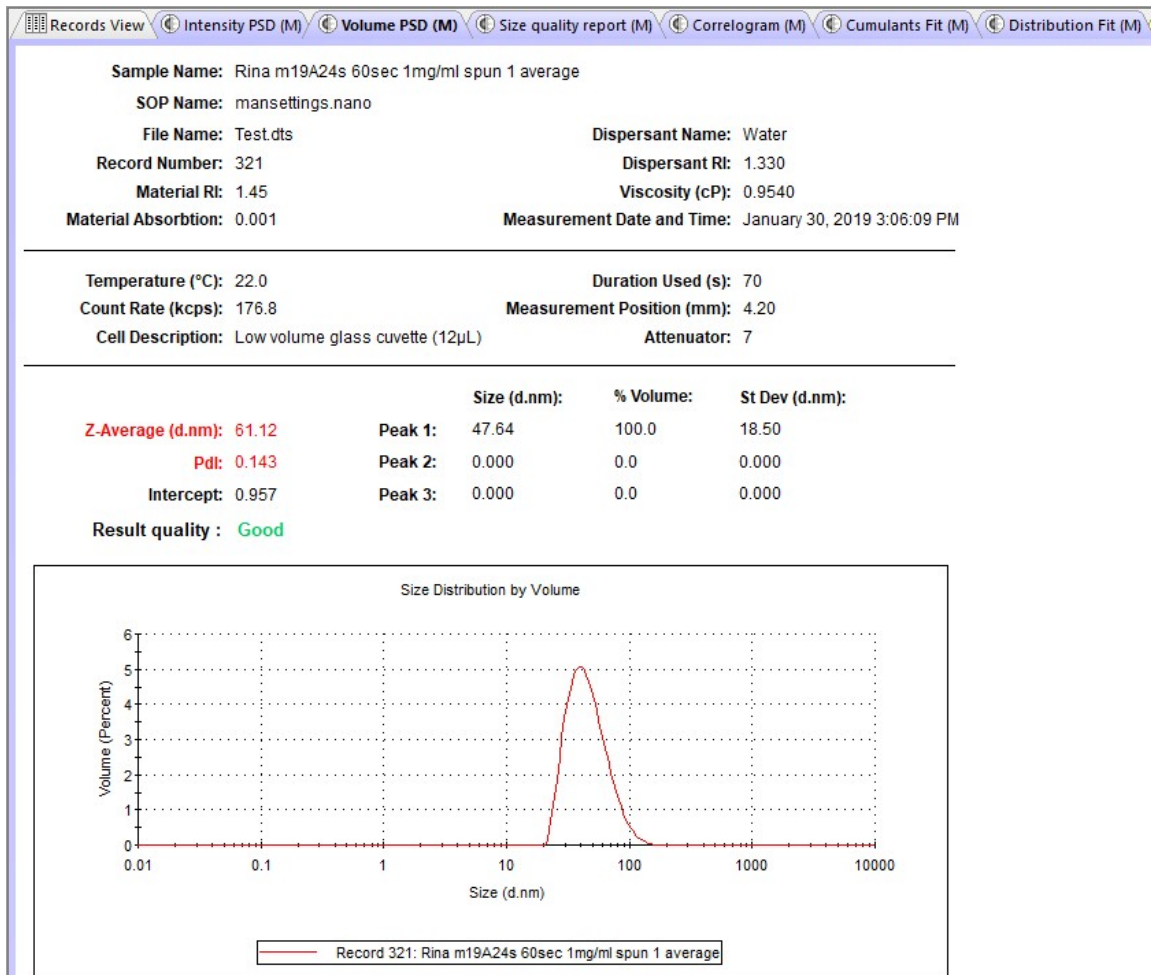 Records View Intensity PSD (M) Volume PSD (M) Size quality report (M) Correlogram (M) Cumulants Fit (M) Distribution Fit (M)
Sample Name: Rina m19A24s 60sec 1mg/ml spun 1 average
SOP Name: mansettings.nano
File Name: Test.dts Dispersant Name: Water
Record Number: 321 Dispersant RI: 1.330
Material RI: 1.45 Viscosity (cP): 0.9540
Material Absorbtion: 0.001 Measurement Date and Time: January 30, 2019 3:06:09 PM
Temperature (°C): 22.0 Duration Used (s): 70
Count Rate (kcps): 176.8 Measurement Position (mm): 4.20
Cell Description: Low volume glass cuvette (12µL) Attenuator: 7
Size (d.nm): % Volume: St Dev (d.nm):
Z-Average (d.nm): 61.12 Peak 1: 47.64 100.0 18.50
PdI: 0.143 Peak 2: 0.000 0.0 0.000
Intercept: 0.957 Peak 3: 0.000 0.0 0.000
Result quality : Good
Size Distribution by Volume
Volume (Percent)
6
5
4
3
2
1
0
0.01 0.1 1 10 100 1000 10000
Size (d.nm)
Record 321: Rina m19A24s 60sec 1mg/ml spun 1 average